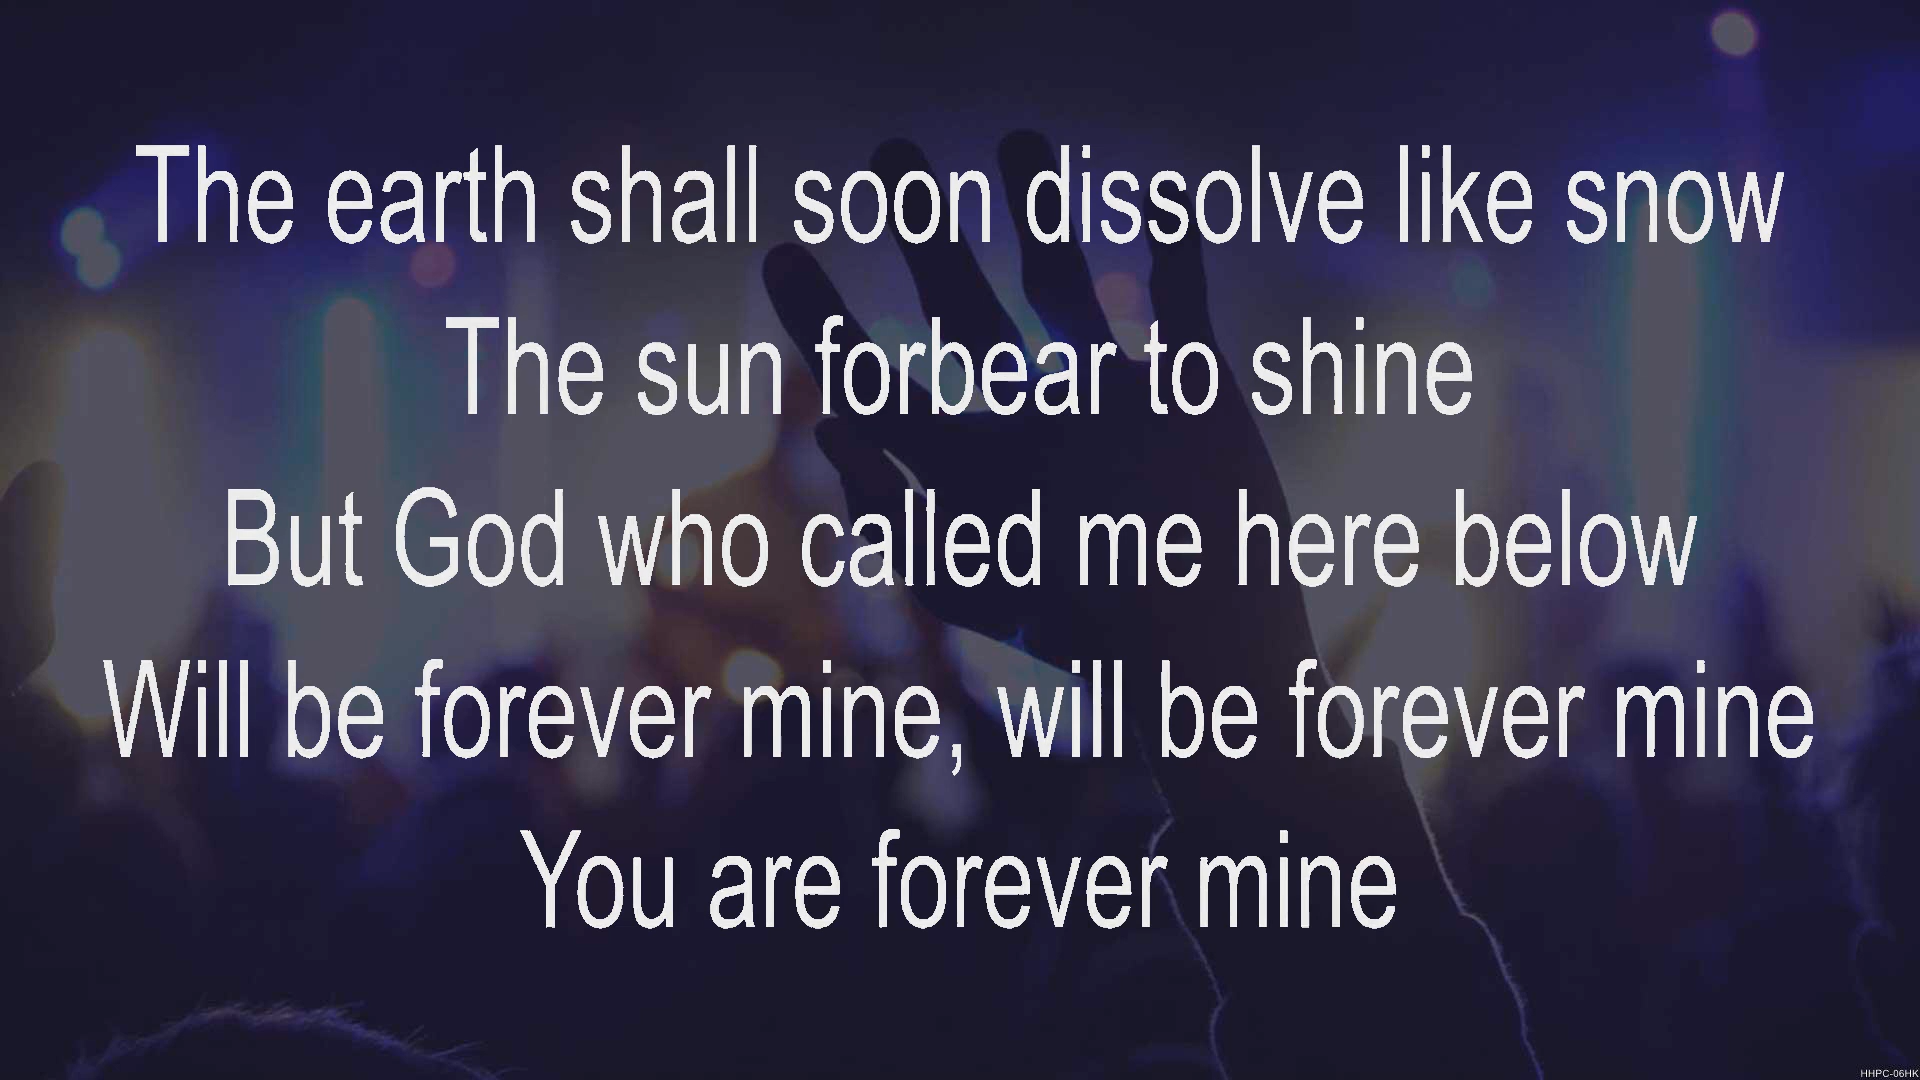 The earth shall soon dissolve like snow
The sun forbear to shine
But God who called me here below
Will be forever mine, will be forever mine
You are forever mine
HHPC-06HK